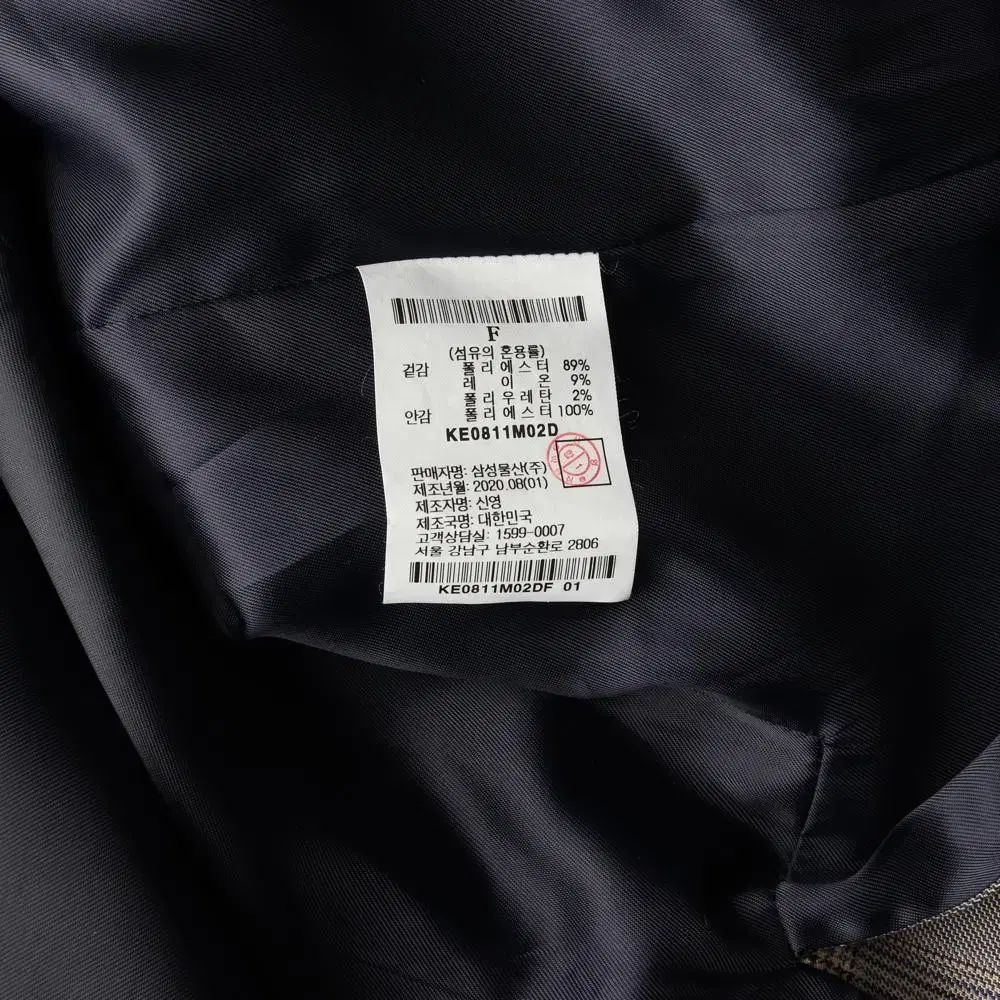 F
(섬유의 혼용률)
겉감 폴리에스터 89%
레이온 9%
폴리우레탄 2%
안감 폴리에스터 100%
KE0811M02D
판매자명: 삼성물산(주)
제조년월: 2020.08(01)
제조자명: 신영
제조국명: 대한민국
고객상담실: 1599-0007
서울 강남구 남부순환로 2806
KE0811M02DF 01